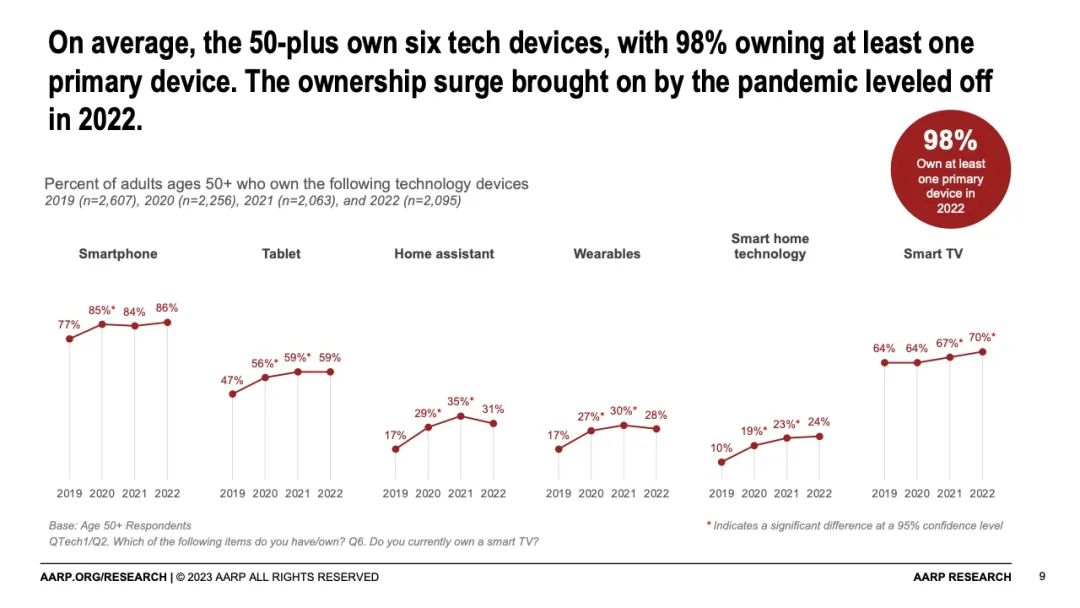 On average, the 50-plus own six tech devices, with 98% owning at least one
primary device. The ownership surge brought on by the pandemic leveled off
in 2022.
98%
Own at least
one primary
device in
2022
Percent of adults ages 50+ who own the following technology devices
2019 (n=2,607), 2020 (n=2,256), 2021 (n=2,063), and 2022 (n=2,095)
Smartphone
77% 85%* 84% 86%
2019 2020 2021 2022
Tablet
47% 56%* 59%* 59%
2019 2020 2021 2022
Home assistant
17% 29%* 35%* 31%
2019 2020 2021 2022
Wearables
17% 27%* 30%* 28%
2019 2020 2021 2022
Smart home
technology
10% 19%* 23%* 24%
2019 2020 2021 2022
Smart TV
64% 64% 67%* 70%*
2019 2020 2021 2022
Base: Age 50+ Respondents
QTech1/Q2. Which of the following items do you have/own? Q6. Do you currently own a smart TV?
* Indicates a significant difference at a 95% confidence level
AARP.ORG/RESEARCH | © 2023 AARP ALL RIGHTS RESERVED
AARP RESEARCH
9